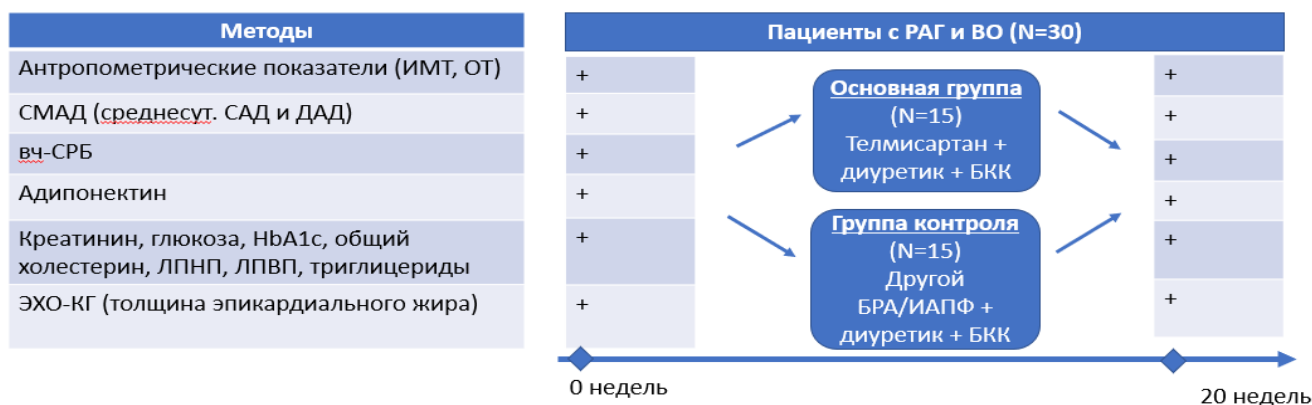 Методы
Антропометрические показатели (ИМТ, ОТ)
СМАД (среднесут. САД и ДАД)
вч-СРБ
Адипонектин
Креатинин, глюкоза, HbA1c, общий
холестерин, ЛПНП, ЛПВП, триглицериды
ЭХО-КГ (толщина эпикардиального жира)
Пациенты с РАГ и ВО (N=30)
+
+
+
+
+
+
Основная группа
(N=15)
Телмисартан +
диуретик + БКК
Группа контроля
(N=15)
Другой
БРА/ИАПФ +
диуретик + БКК
+
+
+
+
+
+
0 недель
20 недель